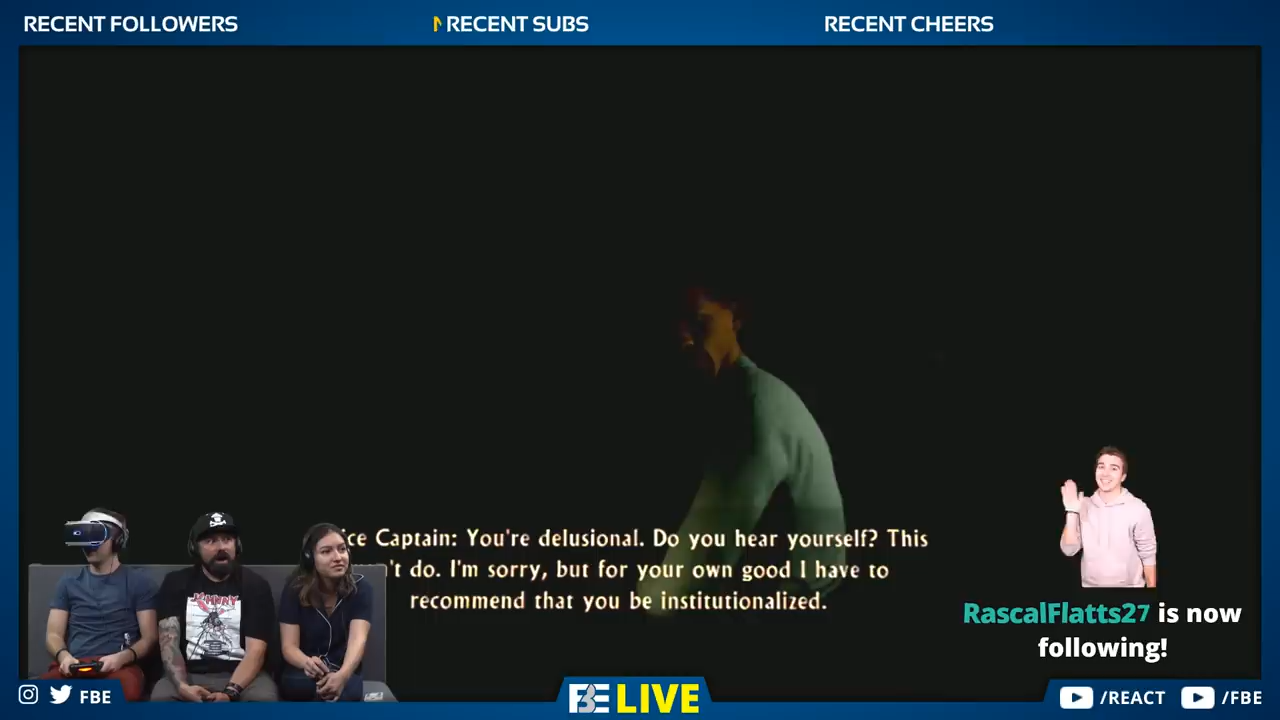 RECENT FOLLOWERS
RECENT SUBS
RECENT CHEERS
ice Captain: You're delusional. Do you hear yourself? This
't do. I'm sorry, but for your own good I have to
recommend that you be institutionalized.
RascalFlatts27 is now
following!
FBE
FBE LIVE
/REACT
/FBE